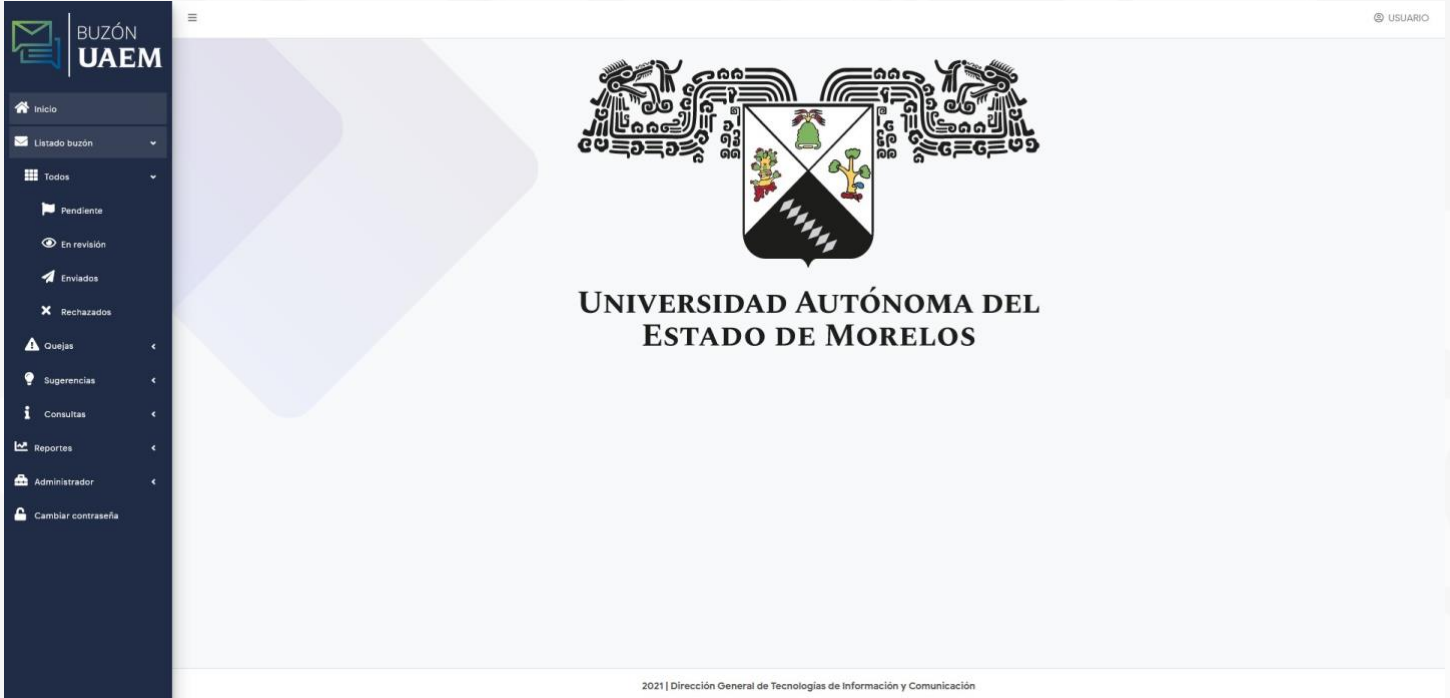 BUZÓN
UAEM
USUARIO
Inicio
Listado buzón
Todos
Pendiente
En revisión
Enviados
Rechazados
Quejas
Sugerencias
Consultas
Reportes
Administrador
Cambiar contraseña
UNIVERSIDAD AUTÓNOMA DEL
ESTADO DE MORELOS
2021 | Dirección General de Tecnologías de Información y Comunicación